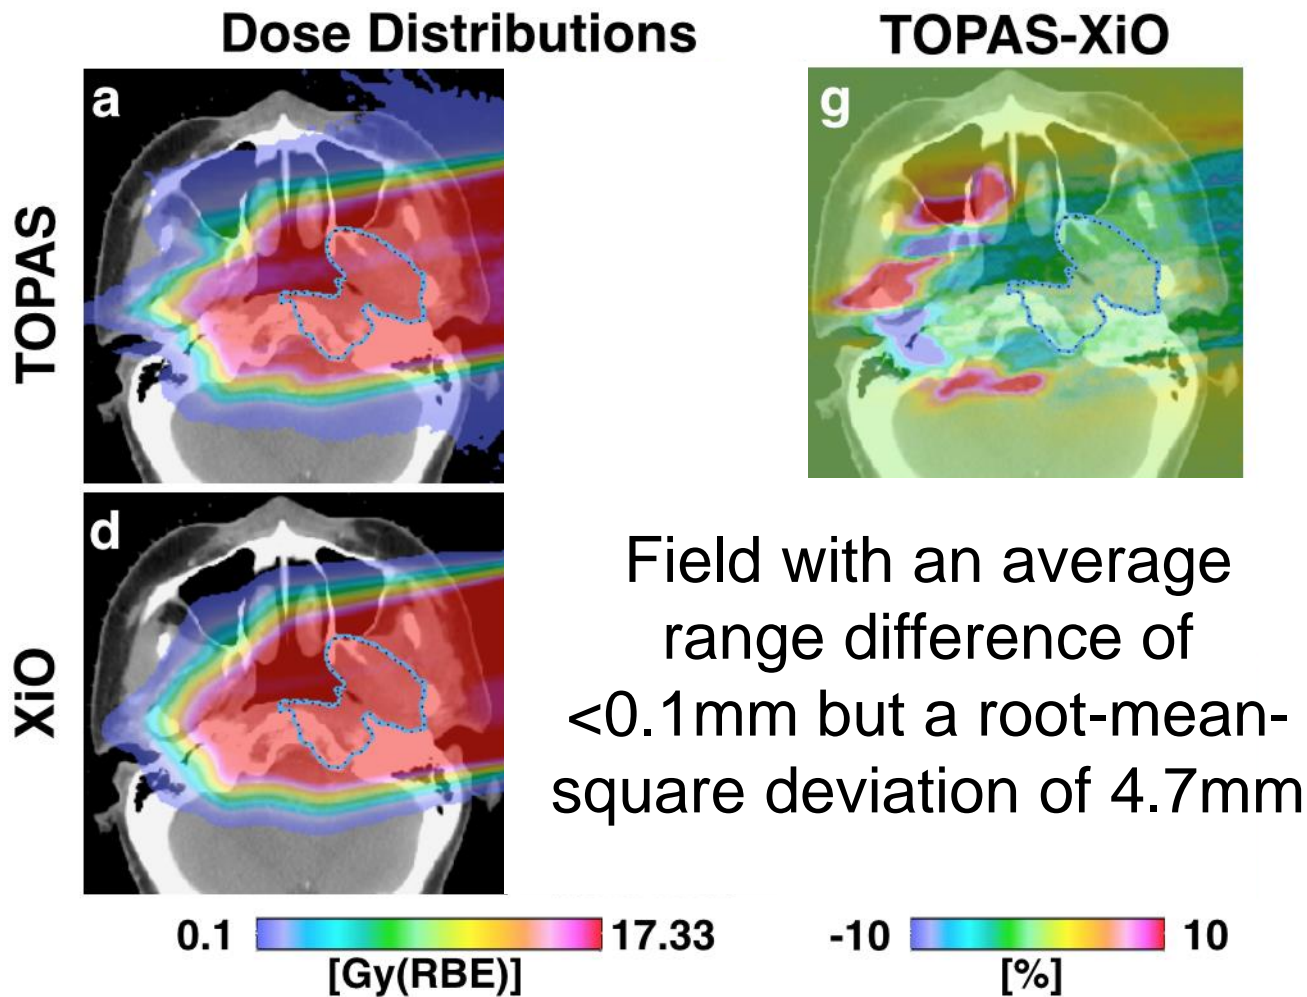 Dose Distributions
TOPAS-XiO
TOPAS
a
g
XiO
d
Field with an average
range difference of
<0.1mm but a root-mean-
square deviation of 4.7mm
0.1
17.33
[Gy(RBE)]
-10
10
[%]